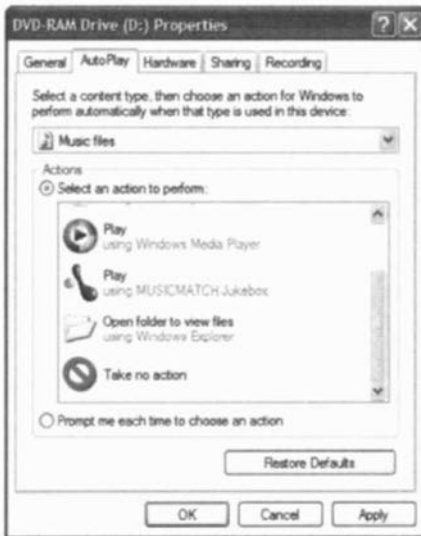 DVD-RAM Drive (D:) Properties
General AutoPlay Hardware Sharing Recording
Select a content type, then choose an action for Windows to
perform automatically when that type is used in this device:
Music files
Actions
Select an action to perform:
Play
using Windows Media Player
Play
using MUSICMATCH Jukebox
Open folder to view files
using Windows Explorer
Take no action
Prompt me each time to choose an action
Restore Defaults
OK Cancel Apply